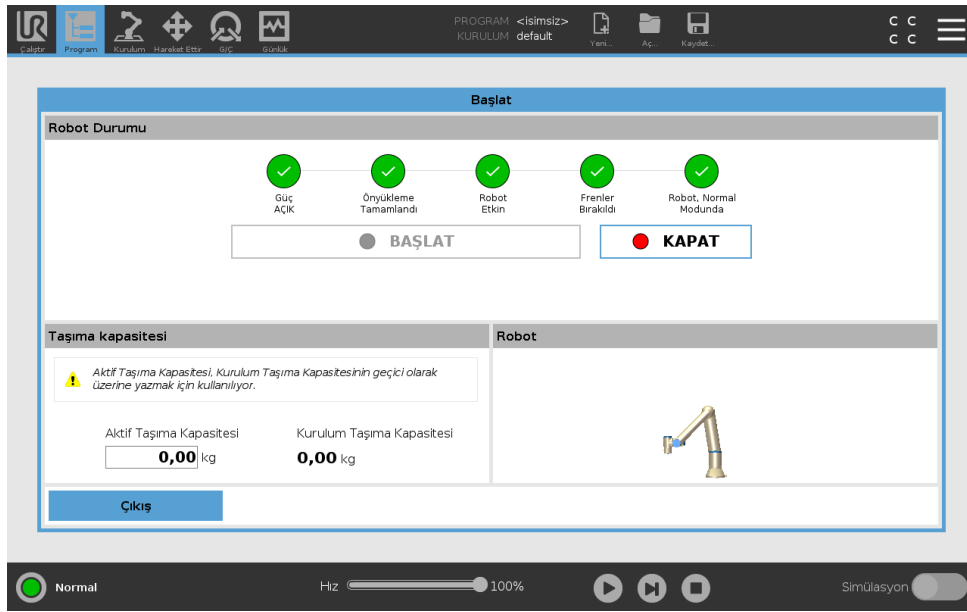 UR
PROGRAM <isimsiz>
KURULUM default
C C
C C
Çalıştır Program Kurulum Hareket Ettir G/Ç Günlük Yeni... Aç... Kaydet...
Başlat
Robot Durumu
Güç
AÇIK
Önyükleme
Tamamlandı
Robot
Etkin
Frenler
Bırakıldı
Robot, Normal
Modunda
BAŞLAT
KAPAT
Taşıma kapasitesi
Robot
Aktif Taşıma Kapasitesi, Kurulum Taşıma Kapasitesinin geçici olarak
üzerine yazmak için kullanılıyor.
Aktif Taşıma Kapasitesi
Kurulum Taşıma Kapasitesi
0,00 kg
0,00 kg
Çıkış
Normal
Hız
100%
Simülasyon